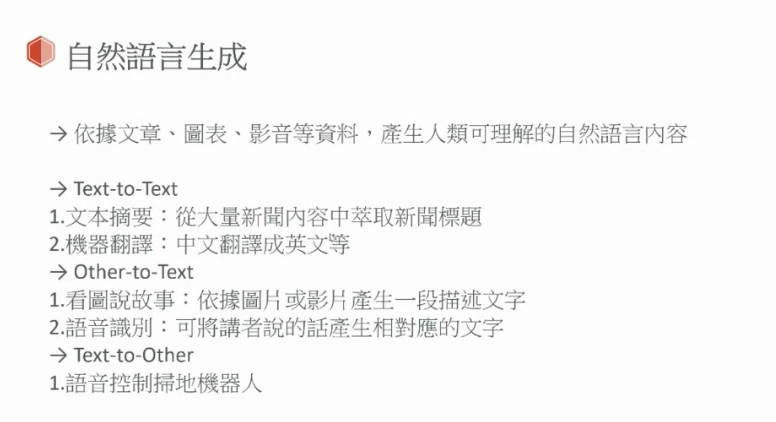 自然語言生成
→ 依據文章、圖表、影音等資料，產生人類可理解的自然語言內容
→ Text-to-Text
1.文本摘要：從大量新聞內容中萃取新聞標題
2.機器翻譯：中文翻譯成英文等
→ Other-to-Text
1.看圖說故事：依據圖片或影片產生一段描述文字
2.語音識別：可將講者說的話產生相對應的文字
→ Text-to-Other
1.語音控制掃地機器人